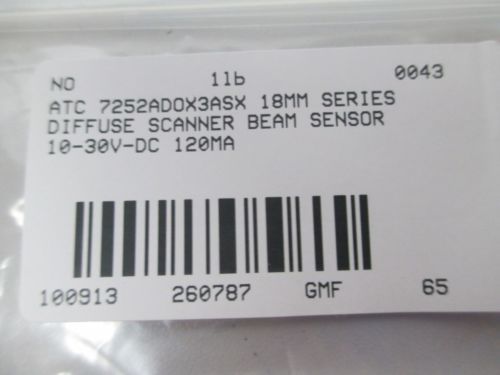 NO 1lb 0043
ATC 7252ADOX3ASX 18MM SERIES
DIFFUSE SCANNER BEAM SENSOR
10-30V-DC 120MA
100913 260787 GMF 65